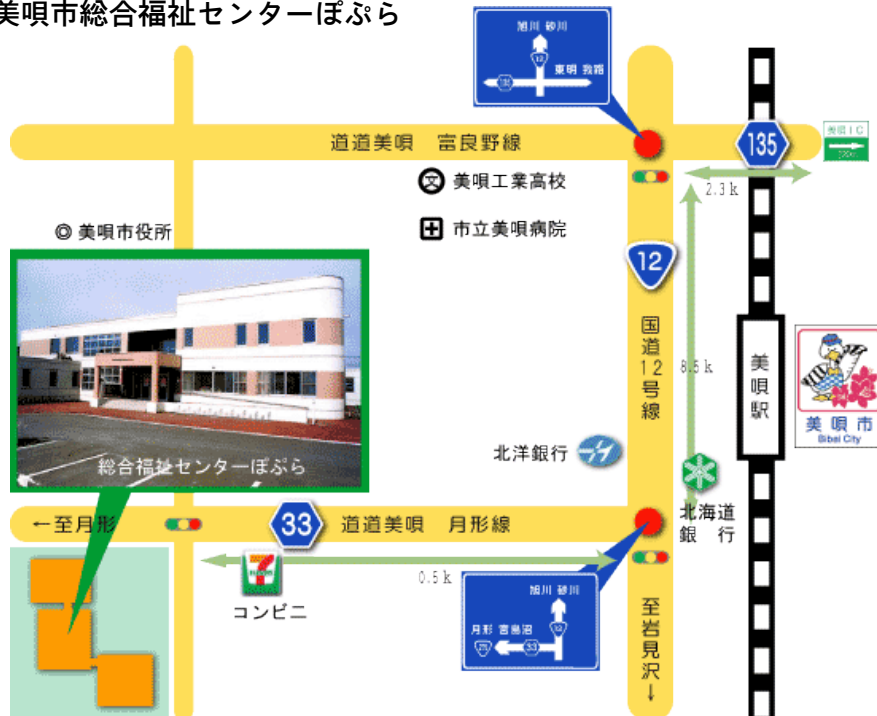 美唄市総合福祉センターぽぷら
旭川 砂川
12
東明 我路
135
道道美唄 富良野線
135
美唄IC
2.3k
美唄工業高校
市立美唄病院
◎ 美唄市役所
12
国道12号線
8.5k
美唄駅
美唄市
Bibai City
総合福祉センターぽぷら
北洋銀行
北海道
銀 行
←至月形
33
道道美唄 月形線
0.5k
コンビニ
旭川 砂川
12
月形 宮島沼
33
至岩見沢↓